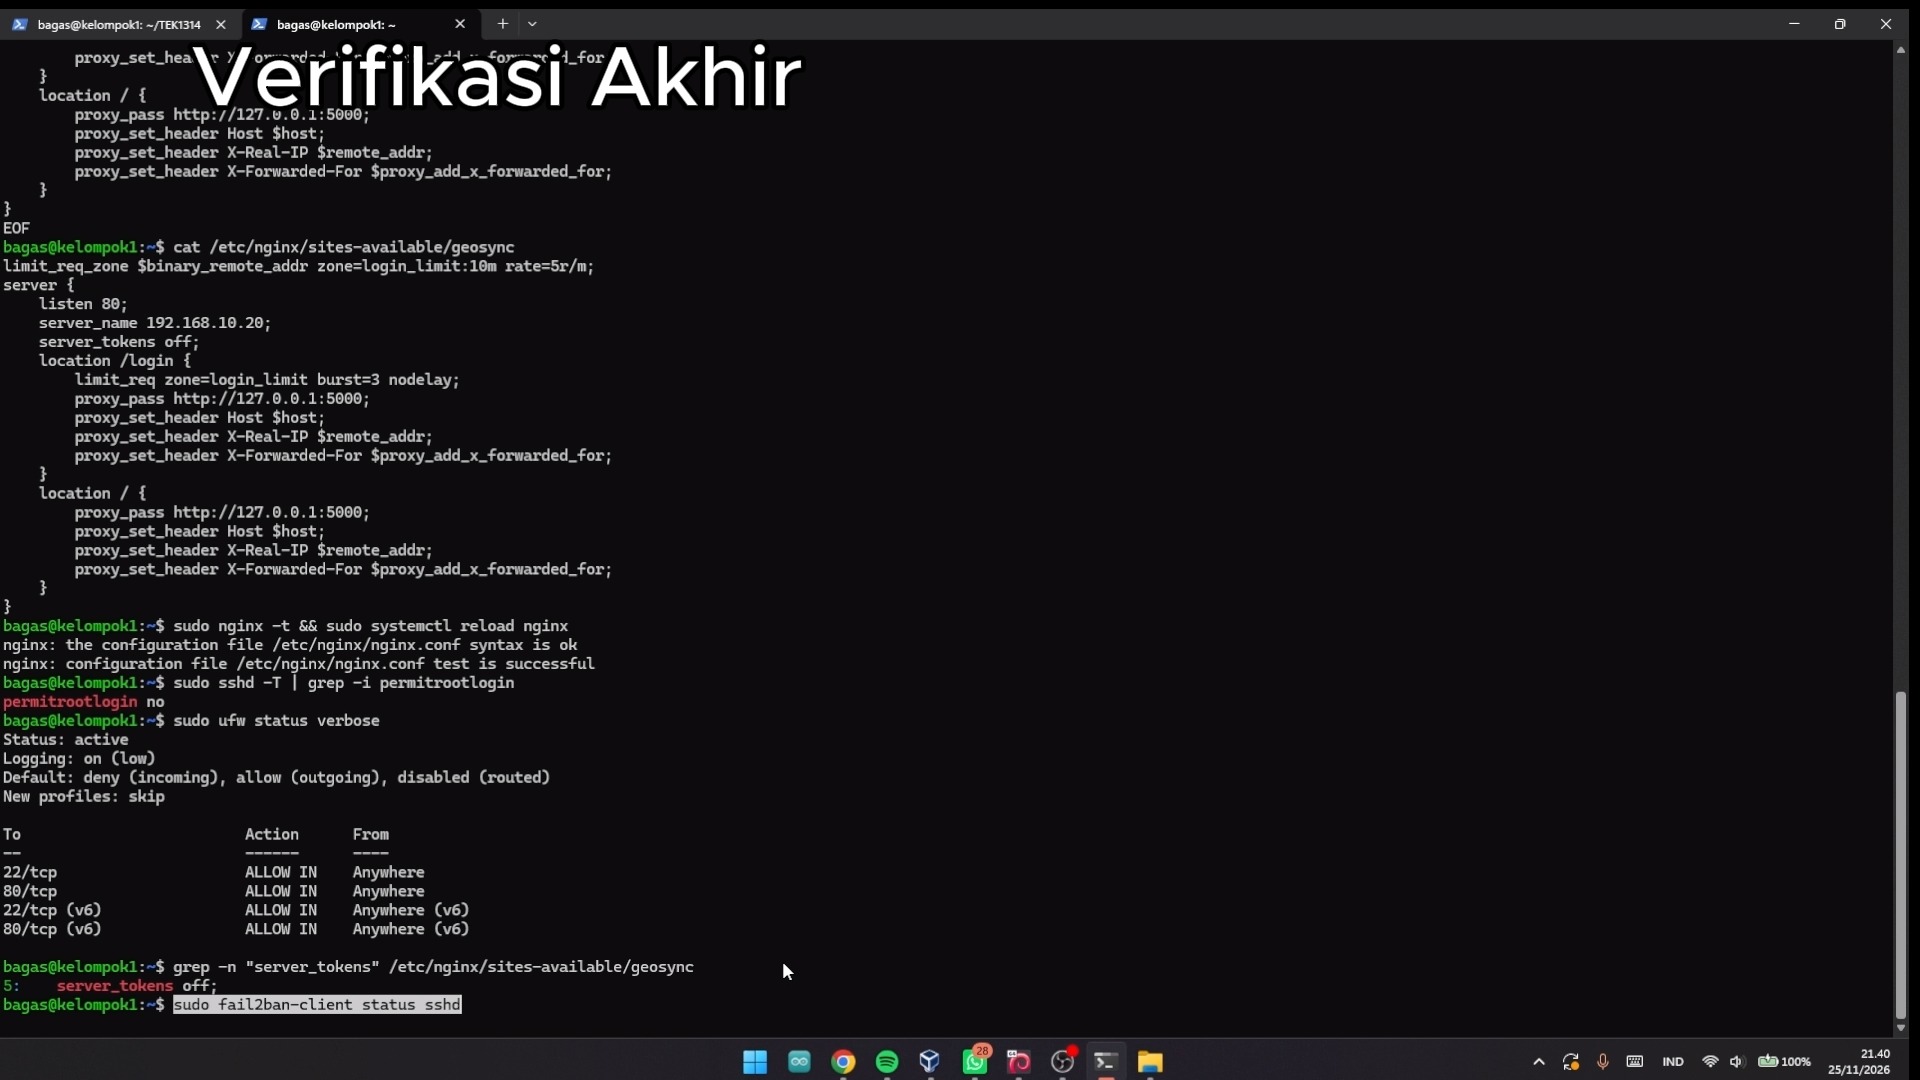 bagas@kelompok1: ~/TEK1314
bagas@kelompok1: ~
Verifikasi Akhir
proxy_set_header
}
location / {
proxy_pass http://127.0.0.1:5000;
proxy_set_header Host $host;
proxy_set_header X-Real-IP $remote_addr;
proxy_set_header X-Forwarded-For $proxy_add_x_forwarded_for;
}
}
EOF
bagas@kelompok1:~$ cat /etc/nginx/sites-available/geosync
limit_req_zone $binary_remote_addr zone=login_limit:10m rate=5r/m;
server {
listen 80;
server_name 192.168.10.20;
server_tokens off;
location /login {
limit_req zone=login_limit burst=3 nodelay;
proxy_pass http://127.0.0.1:5000;
proxy_set_header Host $host;
proxy_set_header X-Real-IP $remote_addr;
proxy_set_header X-Forwarded-For $proxy_add_x_forwarded_for;
}
location / {
proxy_pass http://127.0.0.1:5000;
proxy_set_header Host $host;
proxy_set_header X-Real-IP $remote_addr;
proxy_set_header X-Forwarded-For $proxy_add_x_forwarded_for;
}
}
bagas@kelompok1:~$ sudo nginx -t && sudo systemctl reload nginx
nginx: the configuration file /etc/nginx/nginx.conf syntax is ok
nginx: configuration file /etc/nginx/nginx.conf test is successful
bagas@kelompok1:~$ sudo sshd -T | grep -i permitrootlogin
permitrootlogin no
bagas@kelompok1:~$ sudo ufw status verbose
Status: active
Logging: on (low)
Default: deny (incoming), allow (outgoing), disabled (routed)
New profiles: skip
To Action From
-- ------ ----
22/tcp ALLOW IN Anywhere
80/tcp ALLOW IN Anywhere
22/tcp (v6) ALLOW IN Anywhere (v6)
80/tcp (v6) ALLOW IN Anywhere (v6)
bagas@kelompok1:~$ grep -n "server_tokens" /etc/nginx/sites-available/geosync
5: server_tokens off;
bagas@kelompok1:~$ sudo fail2ban-client status sshd
28
IND
100%
21.40
25/11/2026